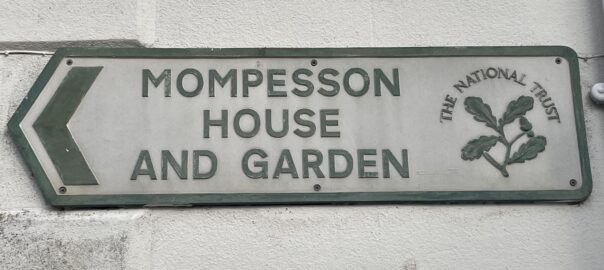 MOMPESSON
HOUSE
AND GARDEN
THE NATIONAL TRUST